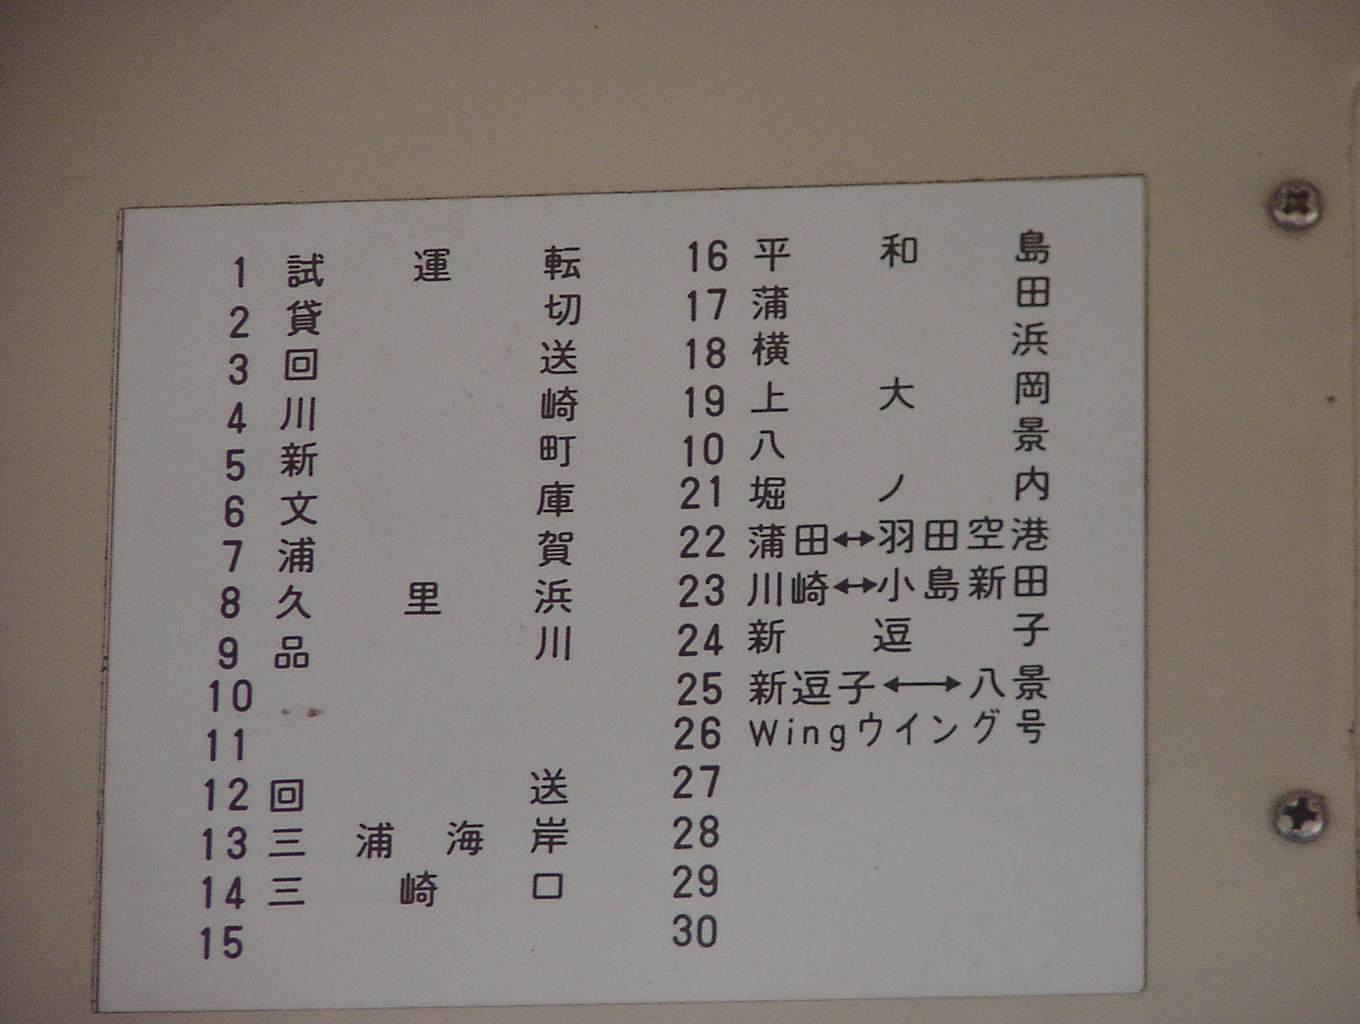 1 試運転
2 貸切
3 回送
4 川崎
5 新町
6 文庫
7 浦賀
8 久里浜
9 品川
10
11
12 回送
13 三浦海岸
14 三崎口
15
16 平和島
17 蒲田
18 横浜
19 上大岡
10 八景
21 堀ノ内
22 蒲田↔羽田空港
23 川崎↔小島新田
24 新逗子
25 新逗子↔八景
26 Wingウイング号
27
28
29
30